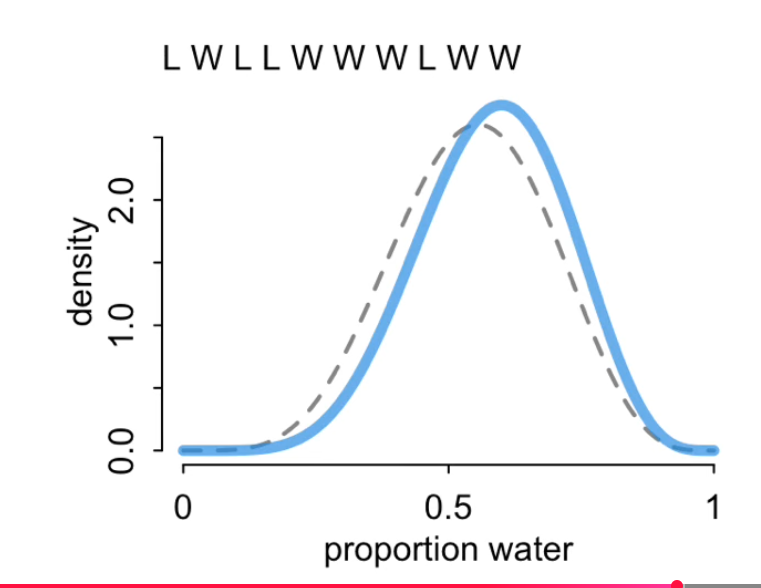 L W L L W W W L W W
density
2.0
1.0
0.0
0 0.5 1
proportion water